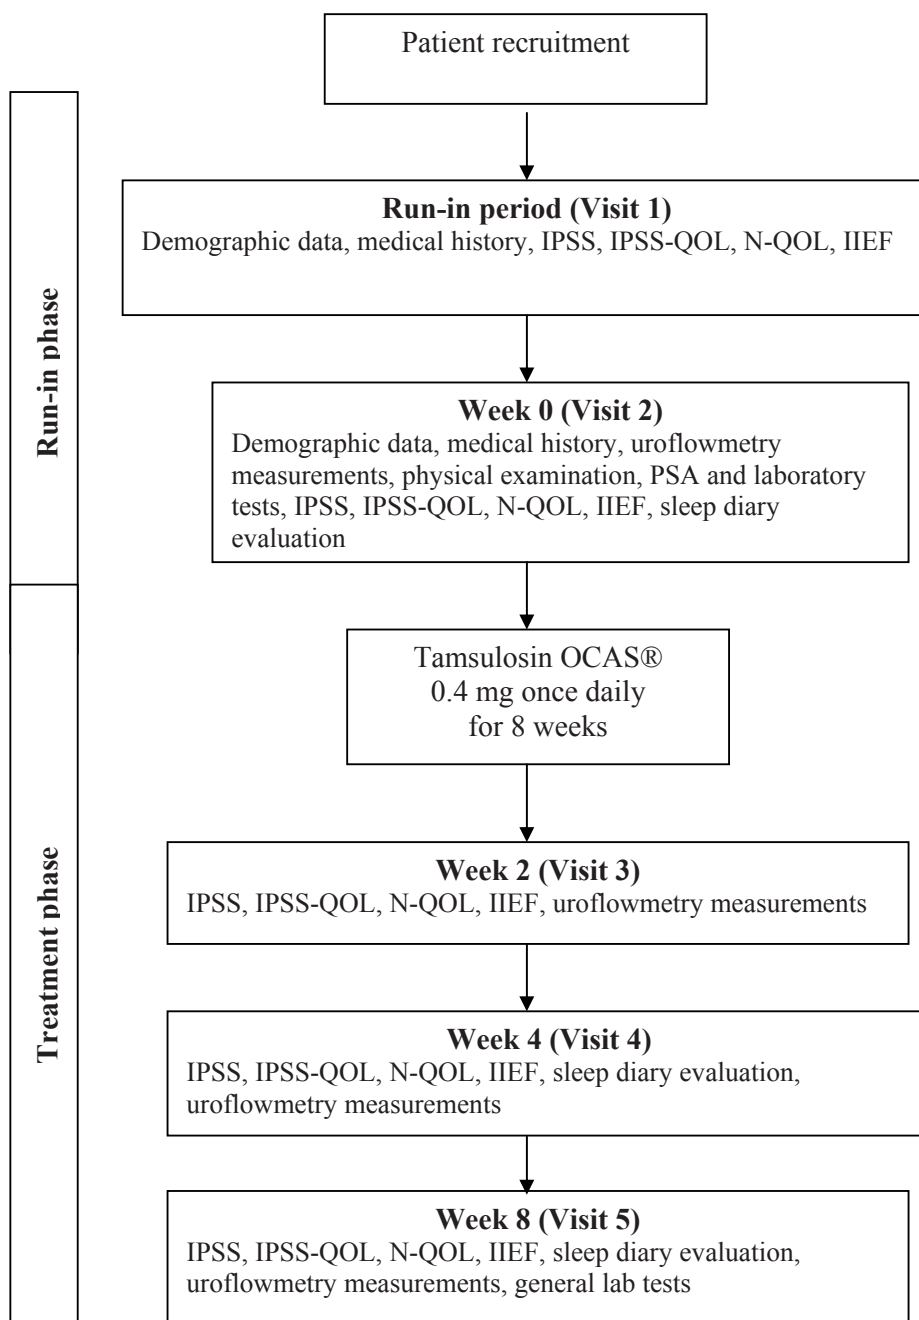 Patient recruitment
Run-in phase
Run-in period (Visit 1)
Demographic data, medical history, IPSS, IPSS-QOL, N-QOL, IIEF
Week 0 (Visit 2)
Demographic data, medical history, uroflowmetry
measurements, physical examination, PSA and laboratory
tests, IPSS, IPSS-QOL, N-QOL, IIEF, sleep diary
evaluation
Treatment phase
Tamsulosin OCAS®
0.4 mg once daily
for 8 weeks
Week 2 (Visit 3)
IPSS, IPSS-QOL, N-QOL, IIEF, uroflowmetry measurements
Week 4 (Visit 4)
IPSS, IPSS-QOL, N-QOL, IIEF, sleep diary evaluation,
uroflowmetry measurements
Week 8 (Visit 5)
IPSS, IPSS-QOL, N-QOL, IIEF, sleep diary evaluation,
uroflowmetry measurements, general lab tests